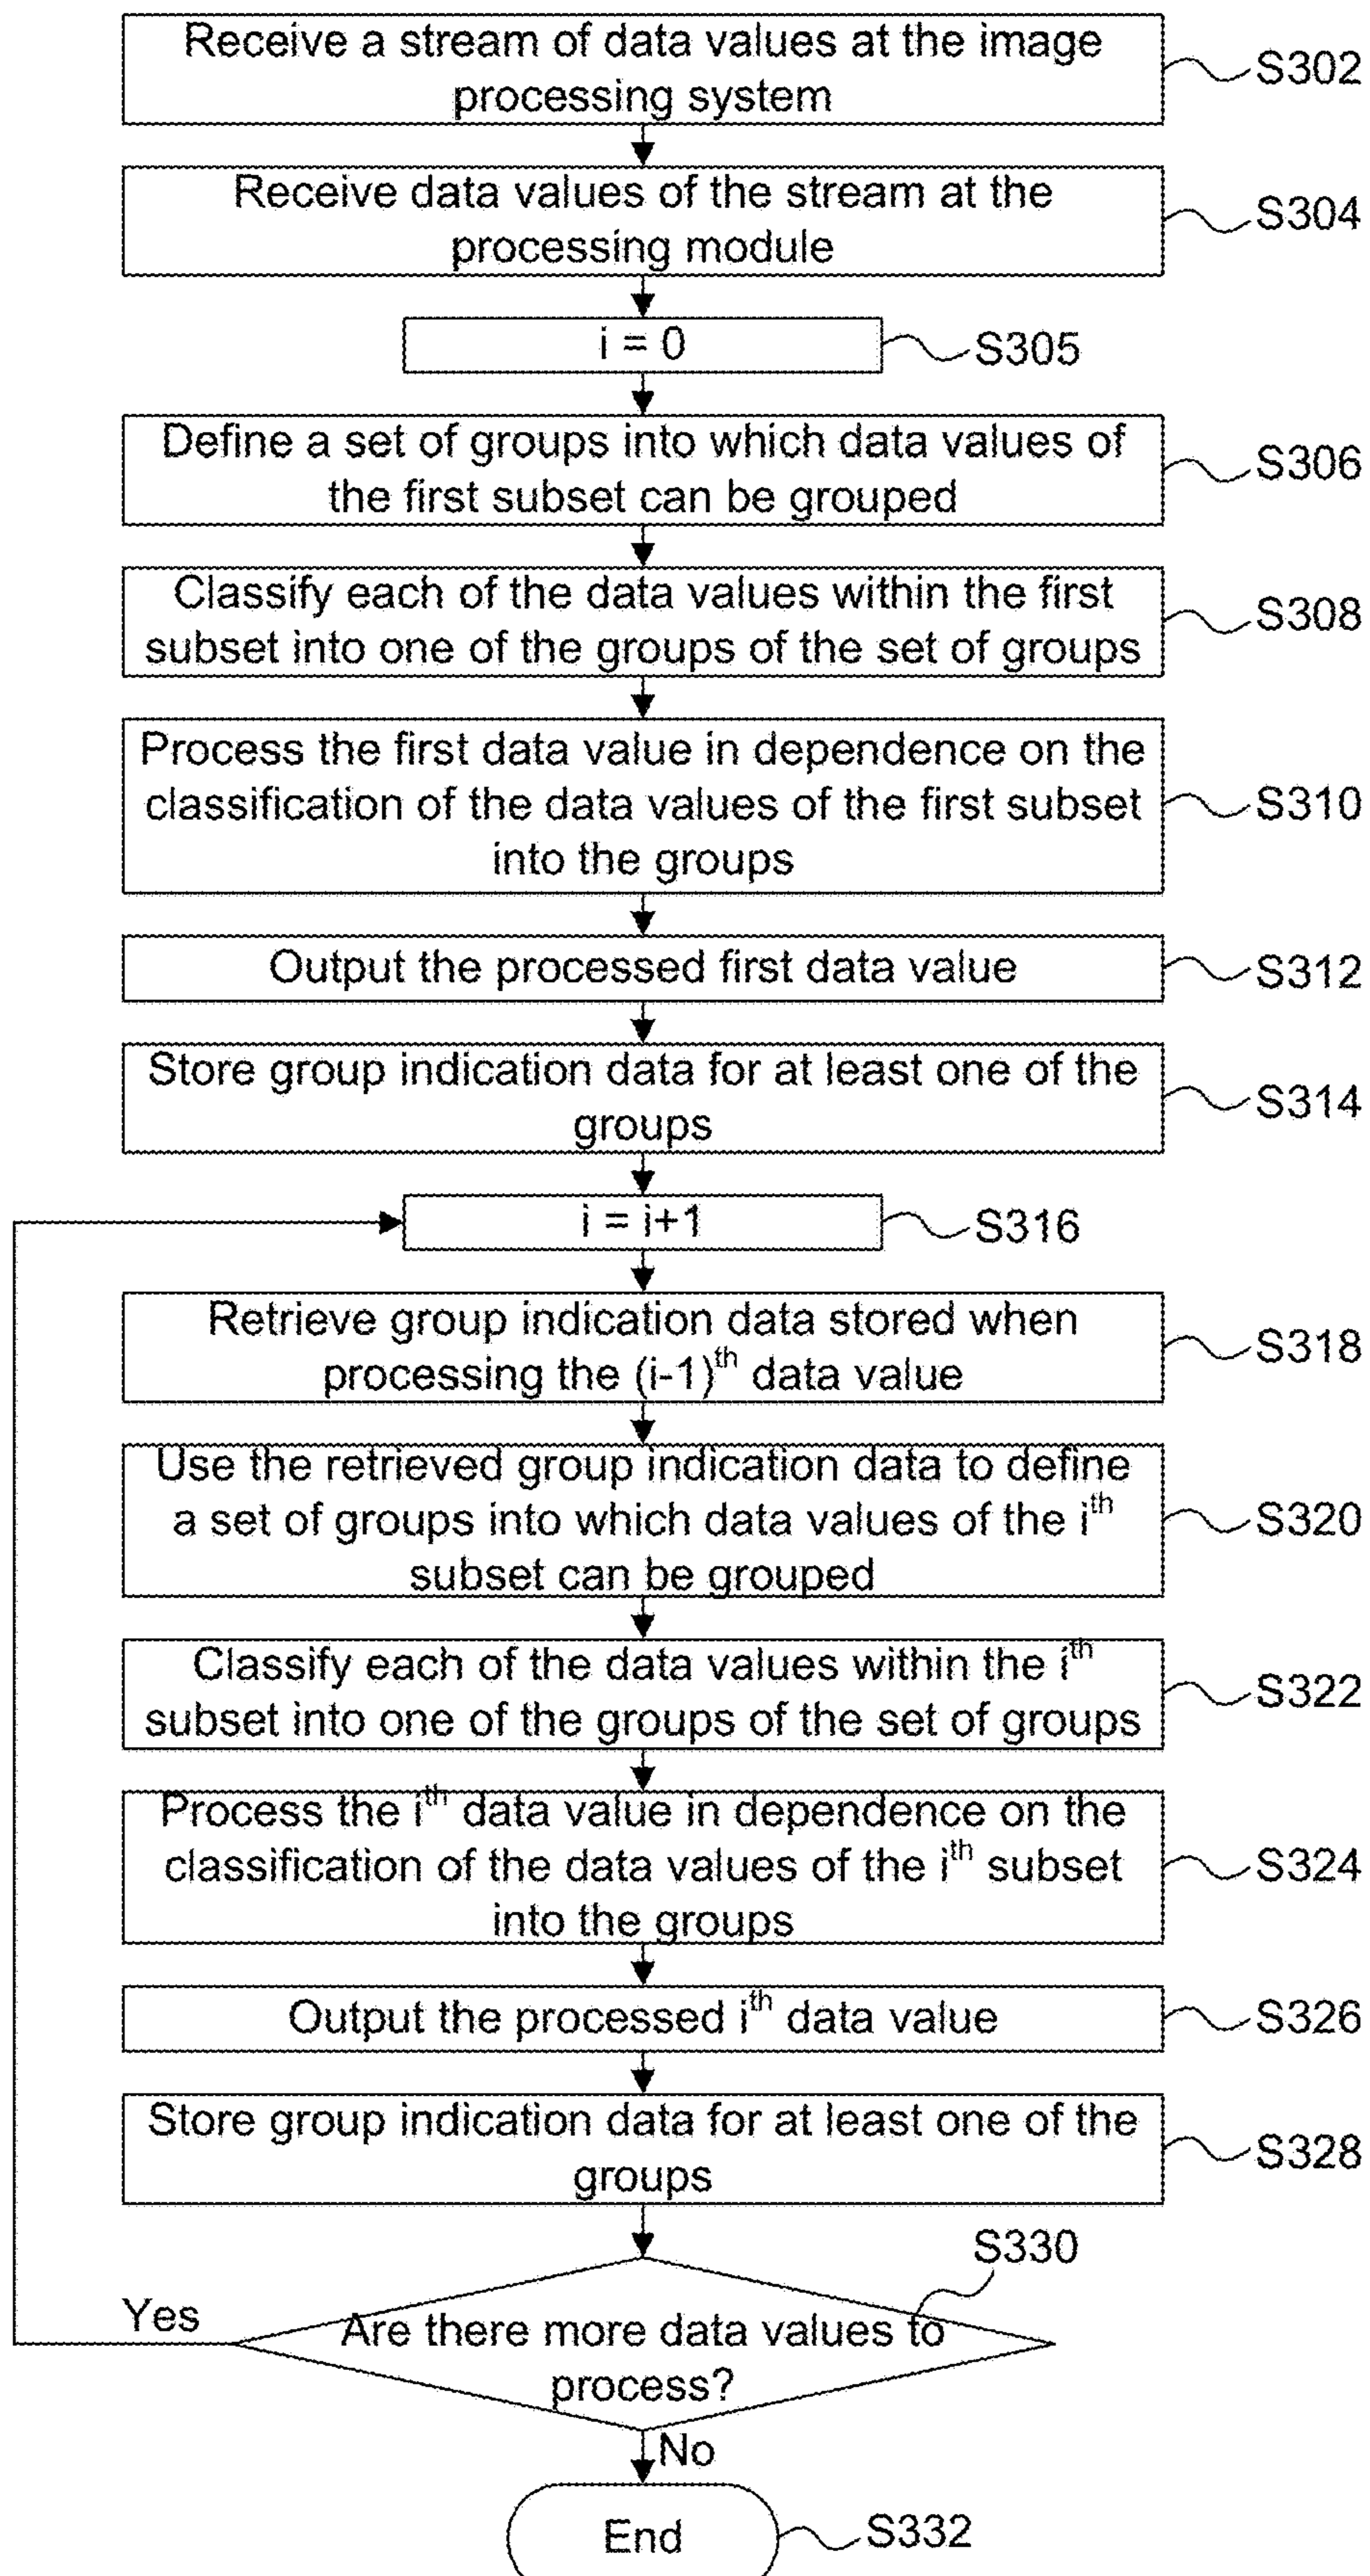 Receive a stream of data values at the image
processing system
S302
Receive data values of the stream at the
processing module
S304
i = 0
S305
Define a set of groups into which data values of
the first subset can be grouped
S306
Classify each of the data values within the first
subset into one of the groups of the set of groups
S308
Process the first data value in dependence on the
classification of the data values of the first subset
into the groups
S310
Output the processed first data value
S312
Store group indication data for at least one of the
groups
S314
i = i+1
S316
Retrieve group indication data stored when
processing the (i-1)th data value
S318
Use the retrieved group indication data to define
a set of groups into which data values of the ith
subset can be grouped
S320
Classify each of the data values within the ith
subset into one of the groups of the set of groups
S322
Process the ith data value in dependence on the
classification of the data values of the ith subset
into the groups
S324
Output the processed ith data value
S326
Store group indication data for at least one of the
groups
S328
S330
Yes
Are there more data values to
process?
No
End
S332